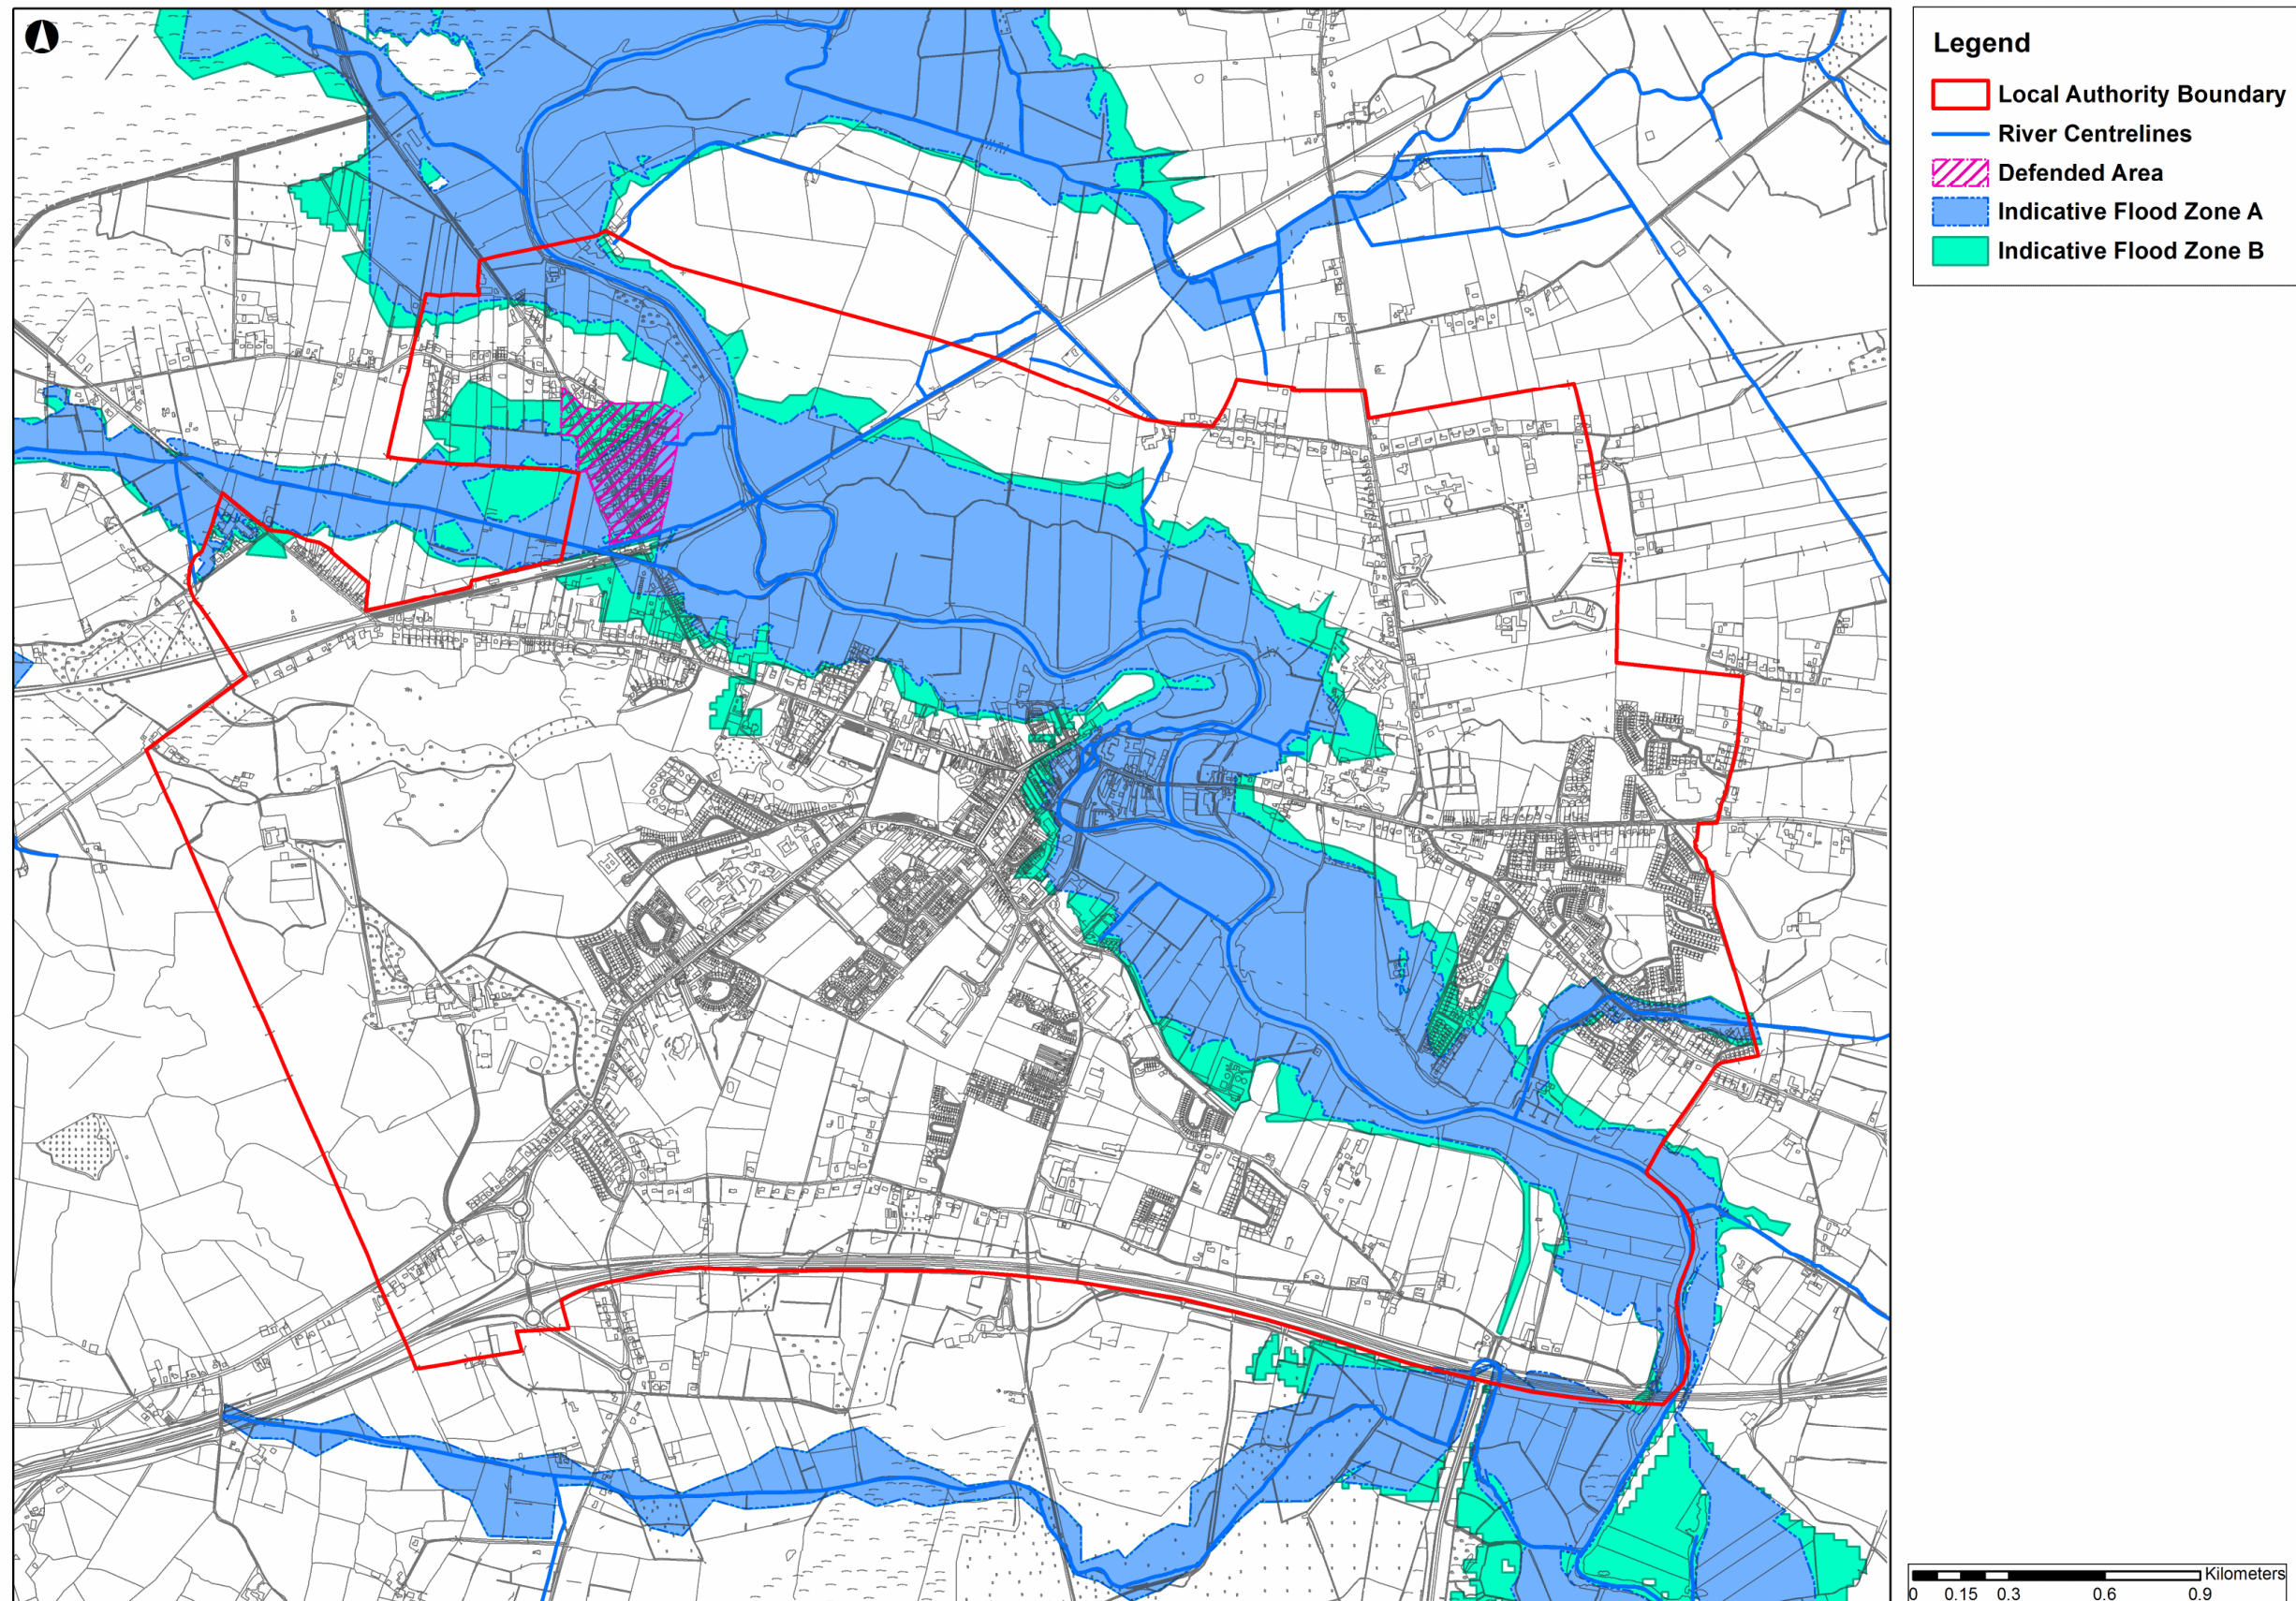 Legend
Local Authority Boundary
River Centrelines
Defended Area
Indicative Flood Zone A
Indicative Flood Zone B
Kilometers
0 0.15 0.3 0.6 0.9